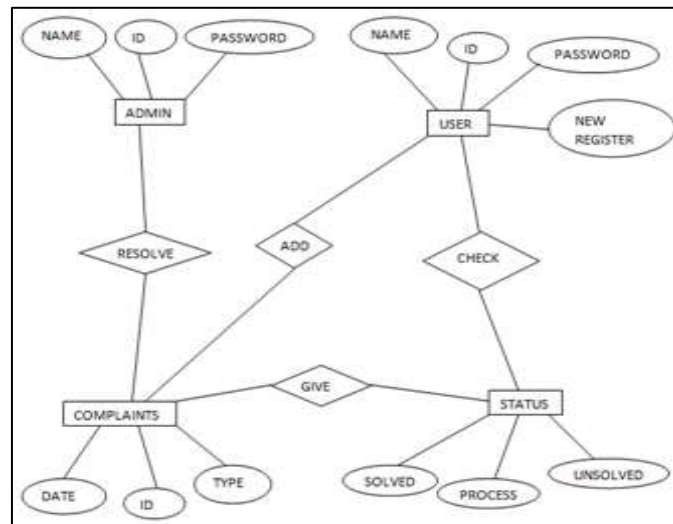 NAME
ID
PASSWORD
ADMIN
NAME
ID
PASSWORD
USER
NEW
REGISTER
RESOLVE
ADD
CHECK
GIVE
COMPLAINTS
STATUS
DATE
ID
TYPE
SOLVED
PROCESS
UNSOLVED